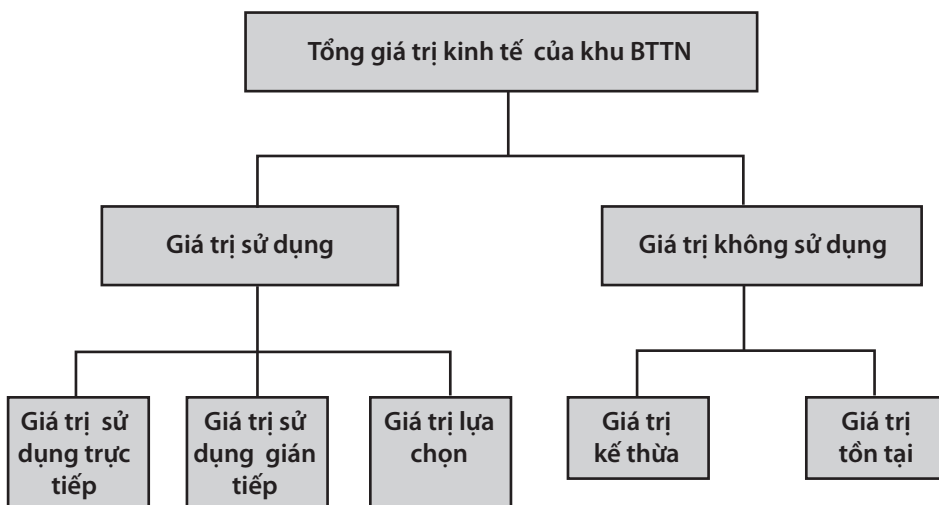 Tổng giá trị kinh tế của khu BTTN
Giá trị sử dụng
Giá trị không sử dụng
Giá trị sử
dụng trực
tiếp
Giá trị sử
dụng gián
tiếp
Giá trị lựa
chọn
Giá trị
kế thừa
Giá trị
tồn tại